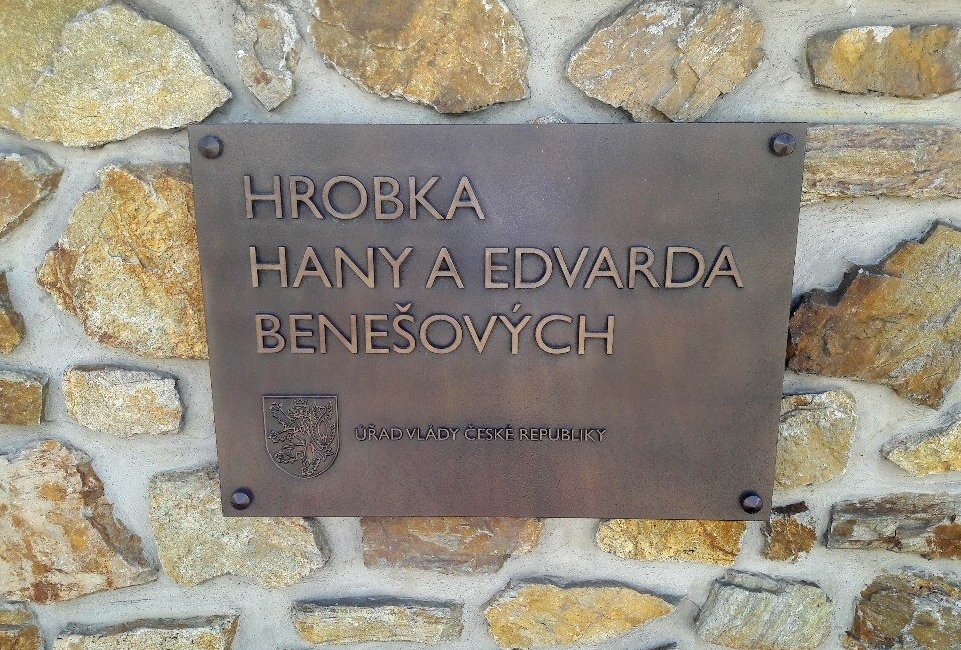 HROBKA
HANY A EDVARDA
BENEŠOVÝCH
ÚŘAD VLÁDY ČESKÉ REPUBLIKY